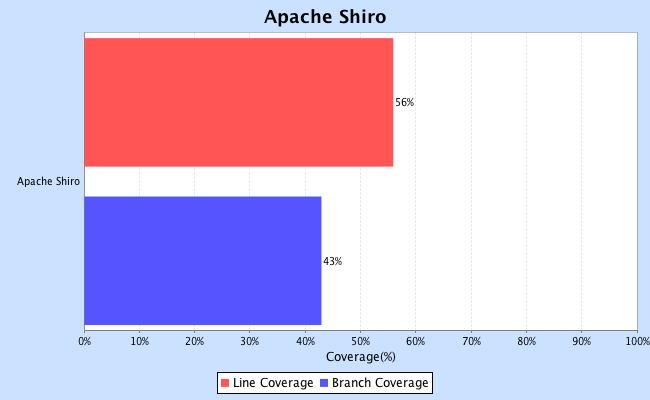 Apache Shiro
56%
Apache Shiro
43%
0% 10% 20% 30% 40% 50% 60% 70% 80% 90% 100%
Coverage(%)
Line Coverage Branch Coverage